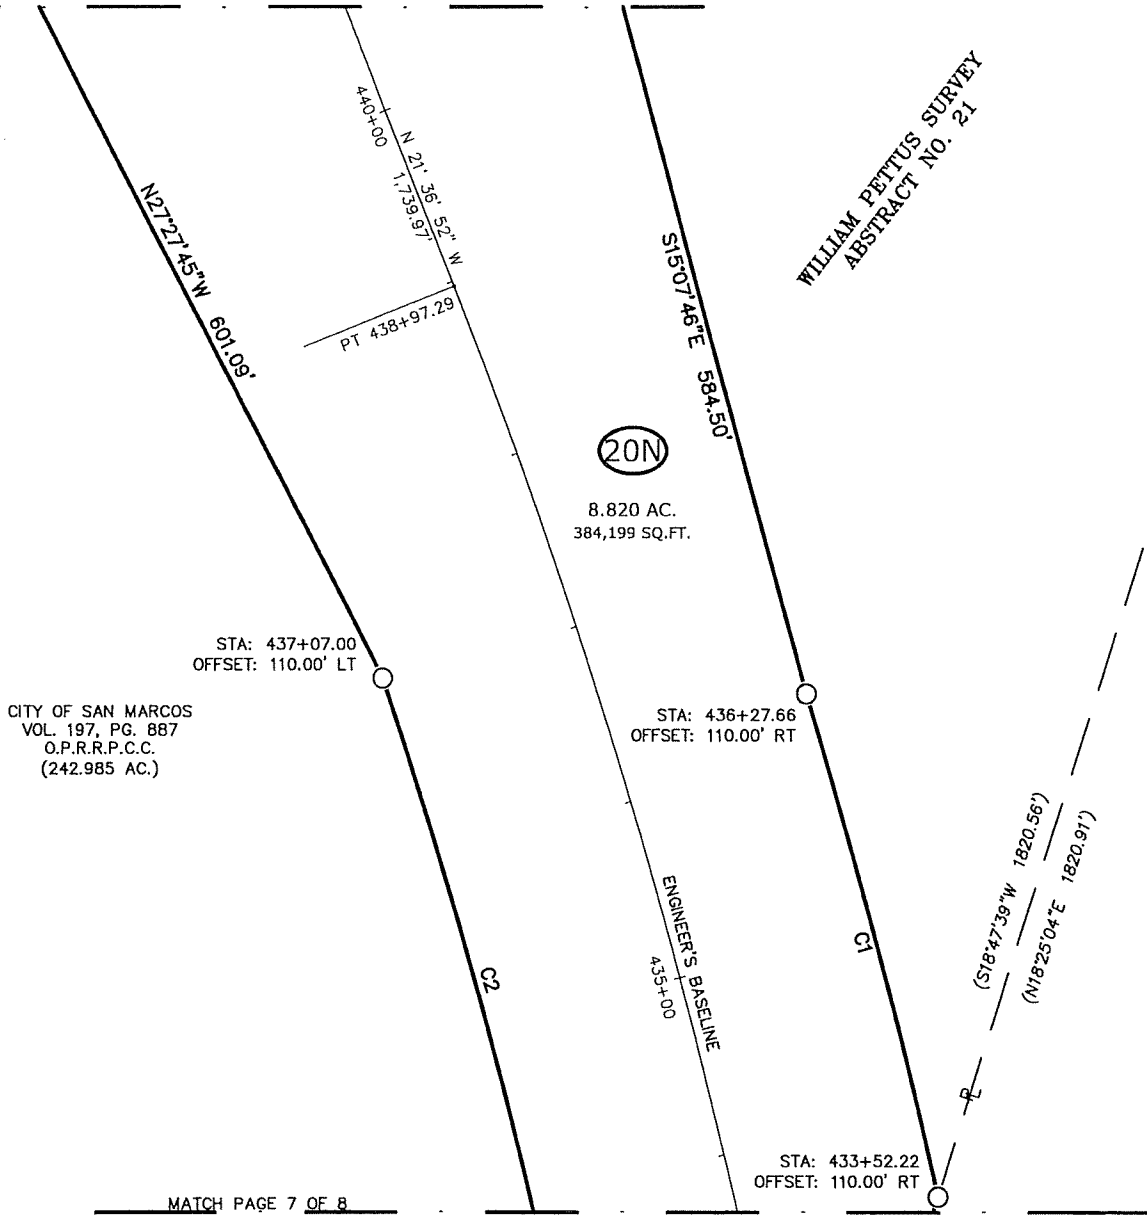 WILLIAM PETTUS SURVEY
ABSTRACT NO. 21
440+00
N 21° 36' 52" W
1,739.97'
N27°27'45"W 601.09'
S15°07'46"E 584.50'
PT 438+97.29
20N
8.820 AC.
384,199 SQ.FT.
STA: 437+07.00
OFFSET: 110.00' LT
CITY OF SAN MARCOS
VOL. 197, PG. 887
O.P.R.R.P.C.C.
(242.985 AC.)
STA: 436+27.66
OFFSET: 110.00' RT
(S18°47'39"W 1820.56')
(N18°25'04"E 1820.91')
ENGINEER'S BASELINE
435+00
C1
C2
PL
STA: 433+52.22
OFFSET: 110.00' RT
MATCH PAGE 7 OF 8